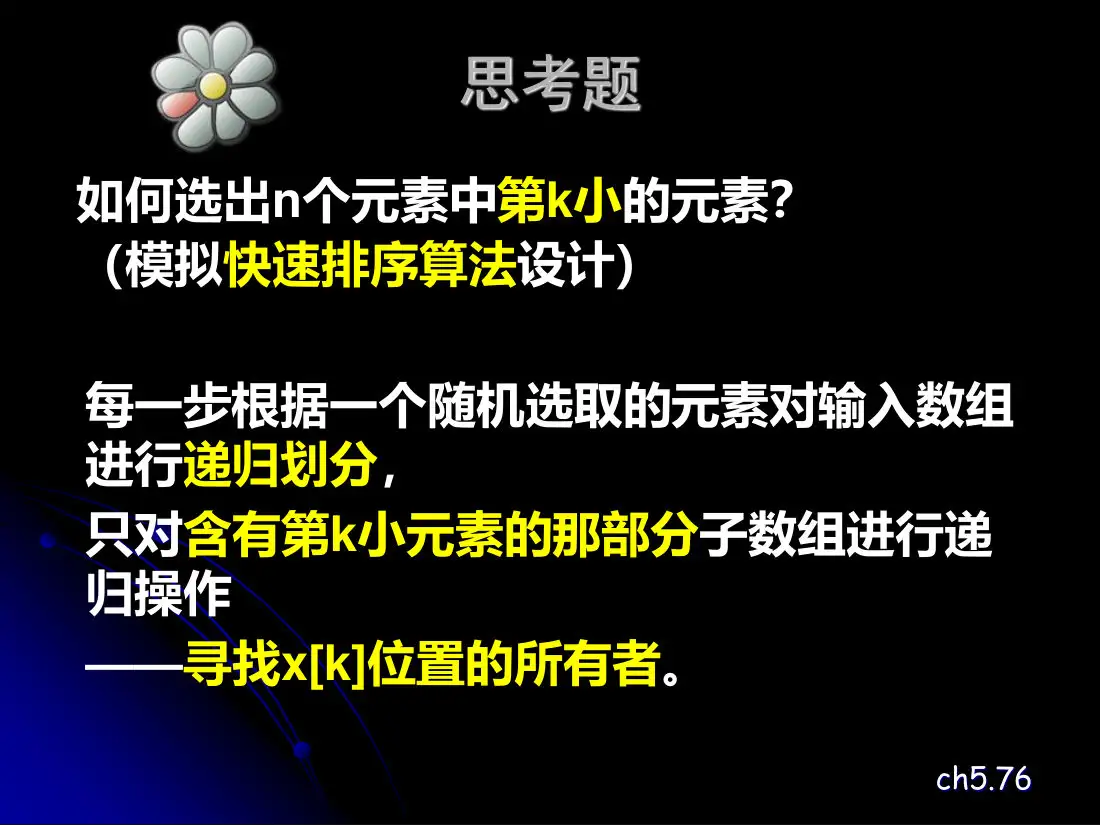 思考题
如何选出n个元素中第k小的元素？
（模拟快速排序算法设计）
每一步根据一个随机选取的元素对输入数组
进行递归划分，
只对含有第k小元素的那部分子数组进行递
归操作
——寻找x[k]位置的所有者。
ch5.76